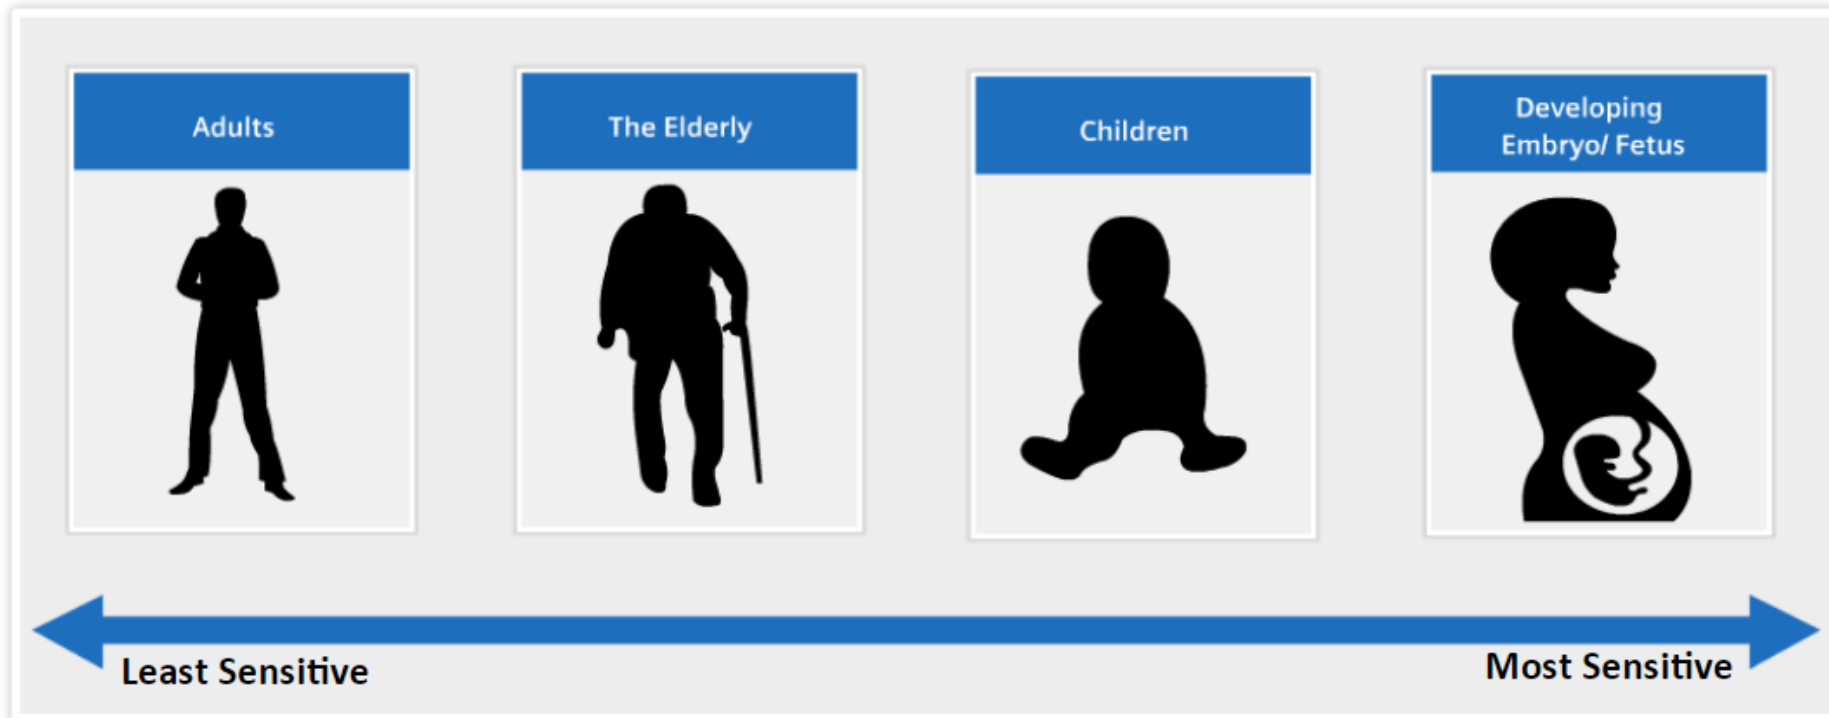 Adults
The Elderly
Children
Developing
Embryo/ Fetus
Least Sensitive
Most Sensitive